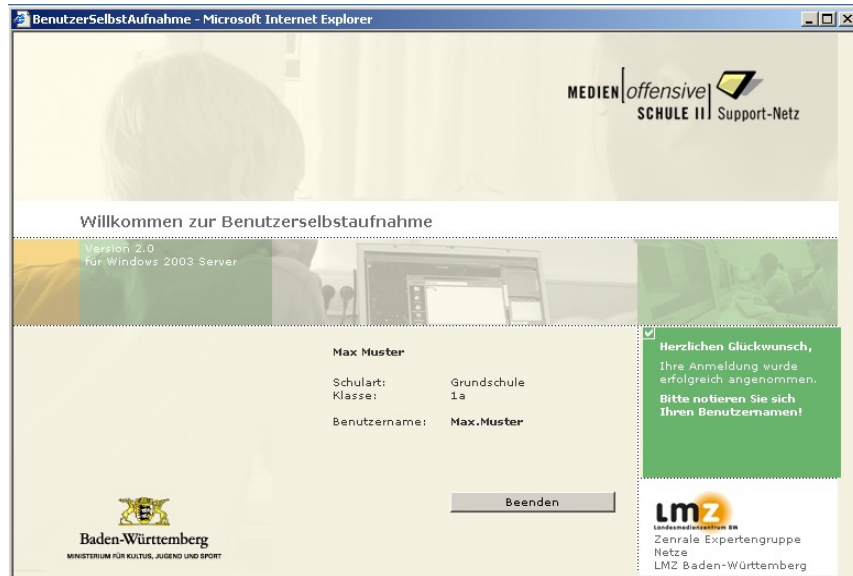 BenutzerSelbstAufnahme - Microsoft Internet Explorer
MEDIEN offensive
SCHULE II Support-Netz
Willkommen zur Benutzerselbstaufnahme
Version 2.0
für Windows 2003 Server
Max Muster
Schulart: Grundschule
Klasse: 1a
Benutzername: Max.Muster
Beenden
Herzlichen Glückwunsch,
Ihre Anmeldung wurde
erfolgreich angenommen.
Bitte notieren Sie sich
Ihren Benutzernamen!
Baden-Württemberg
MINISTERIUM FÜR KULTUS, JUGEND UND SPORT
LMZ
Landesmedienzentrum BW
Zenrale Expertengruppe
Netze
LMZ Baden-Württemberg